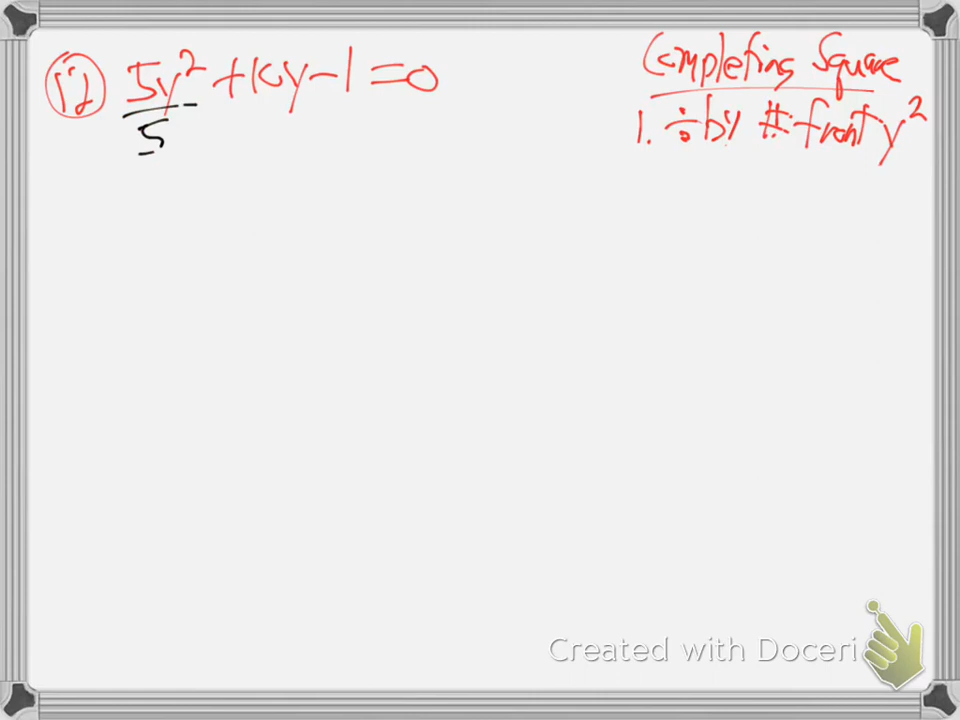 12 5y² + 10y - 1 = 0
5
Completing Square
1. ÷ by # front y²
Created with Doceri